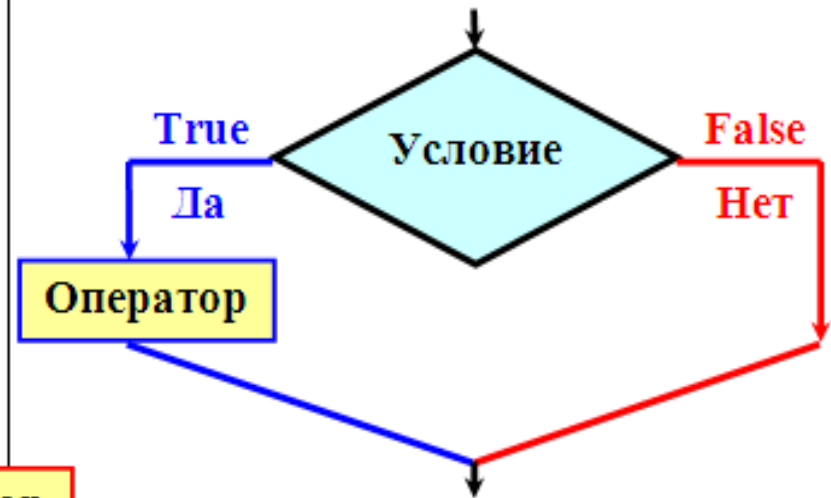 Условие
True
Да
False
Нет
Оператор